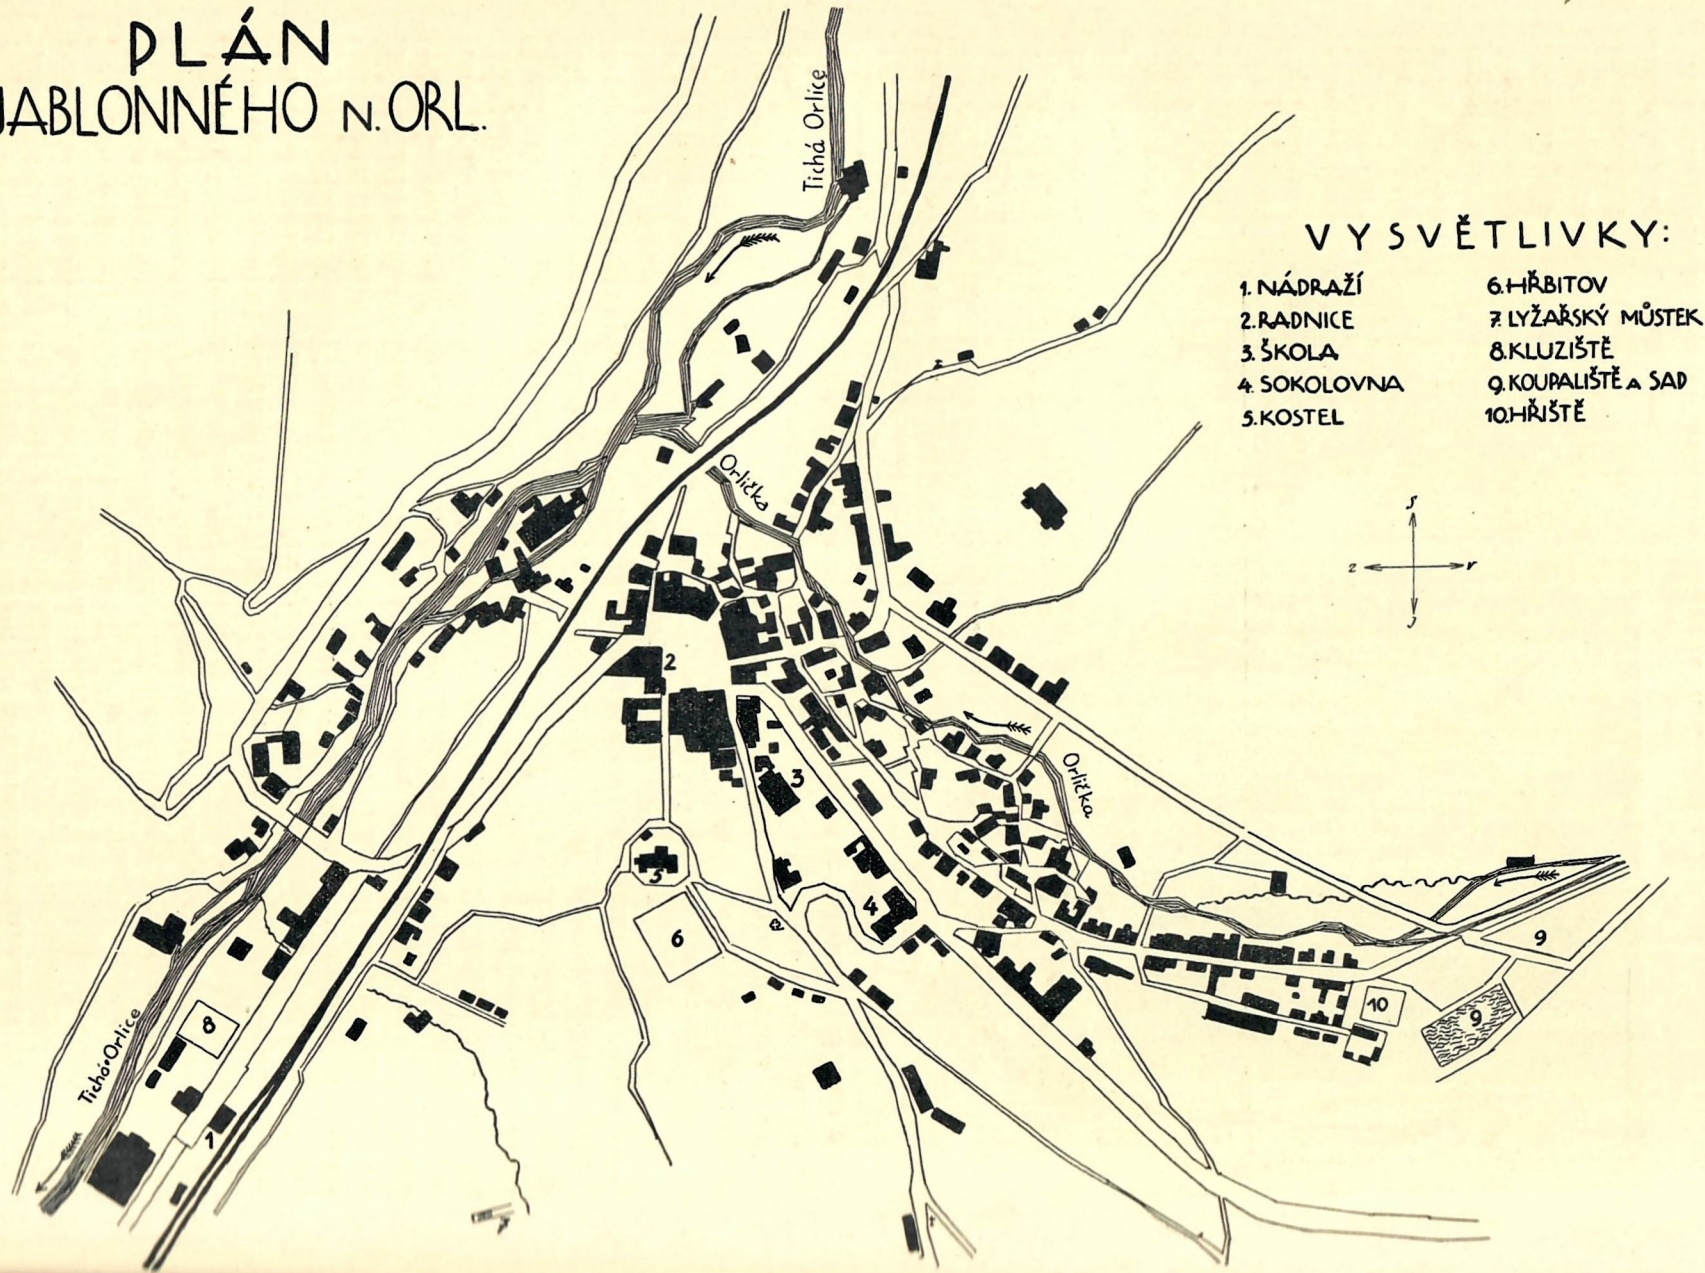 PLÁN
JABLONNÉHO N. ORL.
Tichá Orlice
VYSVĚTLIVKY:
1. NÁDRAŽÍ
2. RADNICE
3. ŠKOLA
4. SOKOLOVNA
5. KOSTEL
6. HŘBITOV
7. LYŽAŘSKÝ MŮSTEK
8. KLUZIŠTĚ
9. KOUPALIŠTĚ A SAD
10. HŘIŠTĚ
Orlička
S
Z V
J
2
Orlička
3
5
4
6
9
10
9
8
Tichá Orlice
1